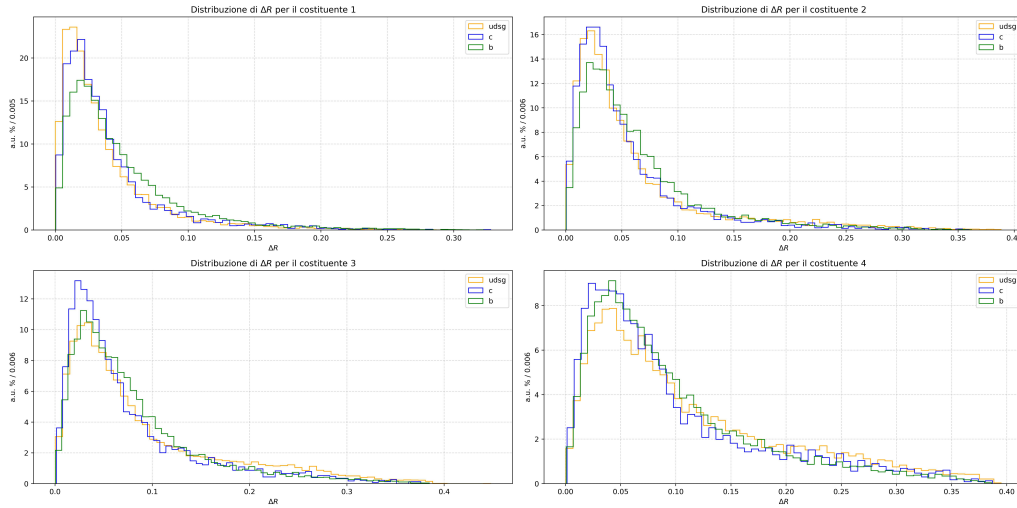 Distribuzione di ΔR per il costituente 1
udsg
c
b
a.u. % / 0.005
20
15
10
5
0
0.00 0.05 0.10 0.15 0.20 0.25 0.30
ΔR
Distribuzione di ΔR per il costituente 2
udsg
c
b
a.u. % / 0.006
16
14
12
10
8
6
4
2
0
0.00 0.05 0.10 0.15 0.20 0.25 0.30 0.35 0.40
ΔR
Distribuzione di ΔR per il costituente 3
udsg
c
b
a.u. % / 0.006
12
10
8
6
4
2
0
0.0 0.1 0.2 0.3 0.4
ΔR
Distribuzione di ΔR per il costituente 4
udsg
c
b
a.u. % / 0.006
8
6
4
2
0
0.00 0.05 0.10 0.15 0.20 0.25 0.30 0.35 0.40
ΔR